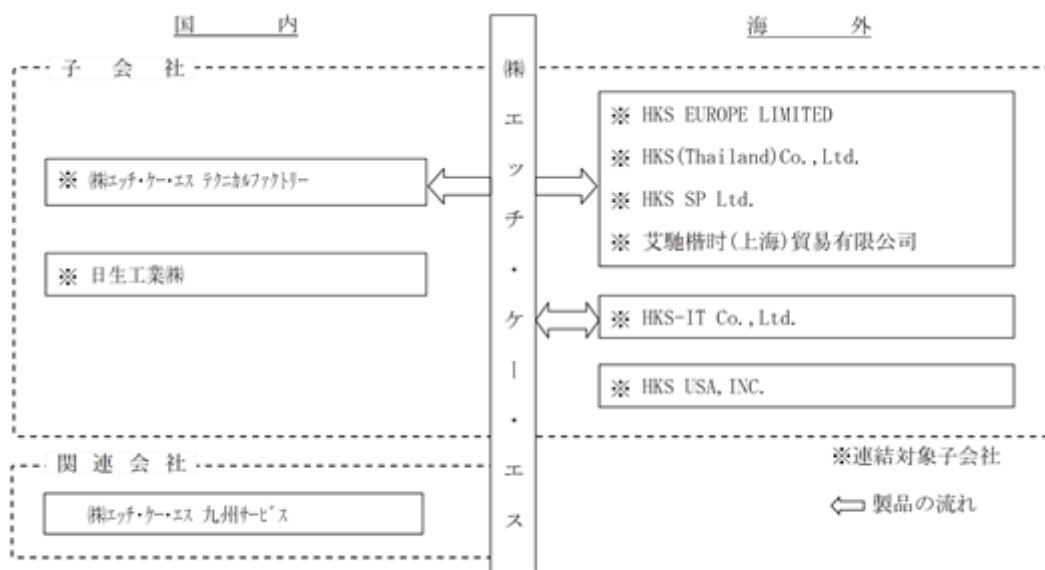 国 内
海 外
子 会 社
㈱エッチ・ケー・エス
※ ㈱エッチ・ケー・エス テクニカルファクトリー
※ 日生工業㈱
※ HKS EUROPE LIMITED
※ HKS(Thailand)Co.,Ltd.
※ HKS SP Ltd.
※ 艾馳楷时(上海)貿易有限公司
※ HKS-IT Co.,Ltd.
※ HKS USA,INC.
関 連 会 社
㈱エッチ・ケー・エス 九州サービス
※連結対象子会社
製品の流れ